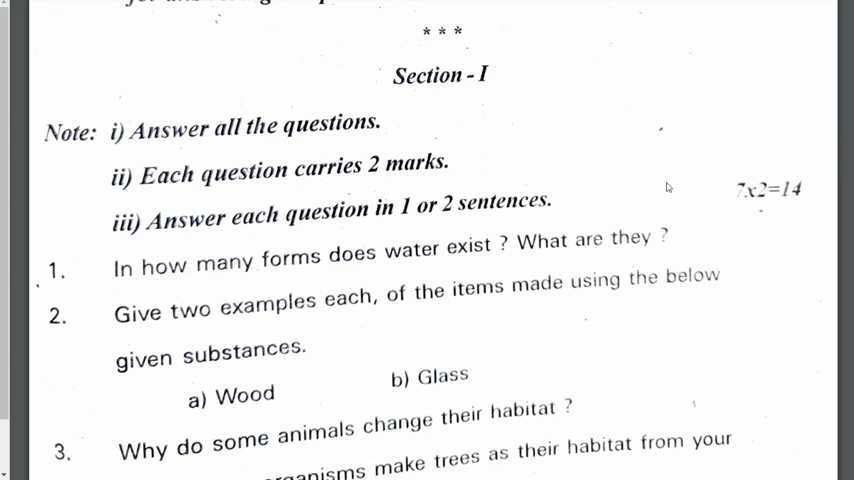 * * *
Section - I
Note: i) Answer all the questions.
ii) Each question carries 2 marks.
iii) Answer each question in 1 or 2 sentences.
7x2=14
1. In how many forms does water exist ? What are they ?
2. Give two examples each, of the items made using the below
given substances.
a) Wood b) Glass
3. Why do some animals change their habitat ?
make trees as their habitat from your